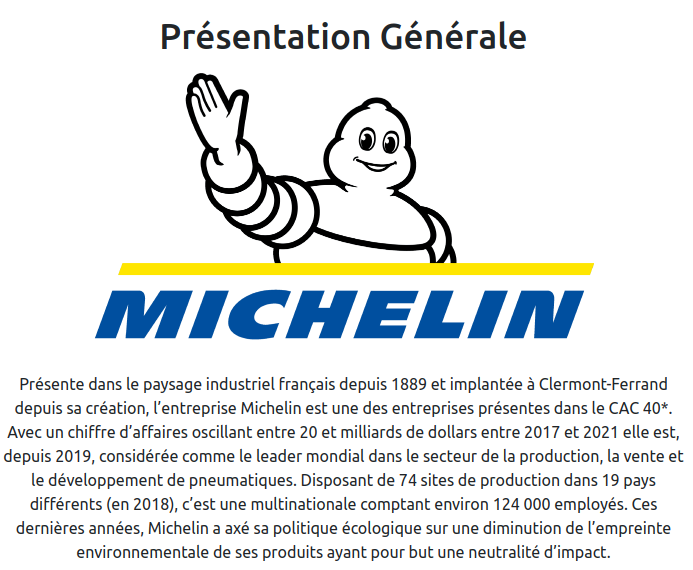 Présentation Générale
MICHELIN
Présente dans le paysage industriel français depuis 1889 et implantée à Clermont-Ferrand
depuis sa création, l’entreprise Michelin est une des entreprises présentes dans le CAC 40*.
Avec un chiffre d’affaires oscillant entre 20 et milliards de dollars entre 2017 et 2021 elle est,
depuis 2019, considérée comme le leader mondial dans le secteur de la production, la vente et
le développement de pneumatiques. Disposant de 74 sites de production dans 19 pays
différents (en 2018), c’est une multinationale comptant environ 124 000 employés. Ces
dernières années, Michelin a axé sa politique écologique sur une diminution de l’empreinte
environnementale de ses produits ayant pour but une neutralité d’impact.